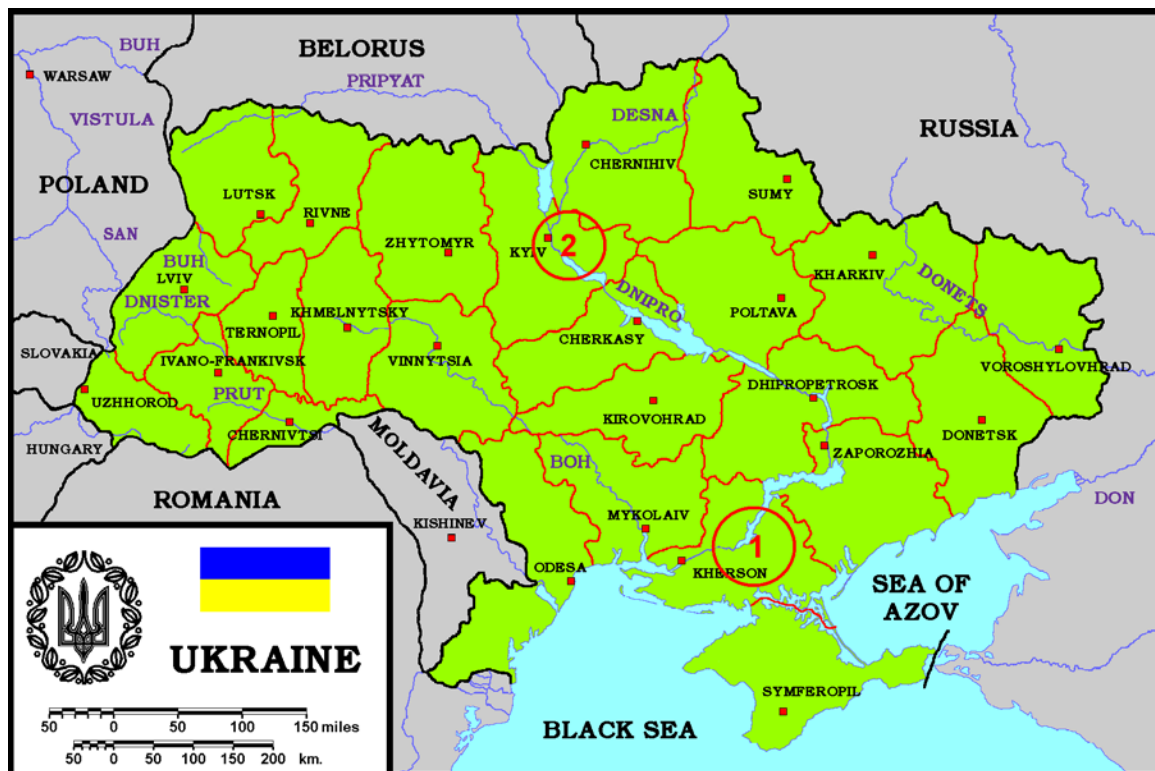 BUH
BELORUS
WARSAW
PRIPYAT
VISTULA
DESNA
RUSSIA
CHERNIHIV
POLAND
SUMY
LUTSK
RIVNE
SAN
ZHYTOMYR
KYIV
2
KHARKIV
BUH
LVIV
DONETS
DNISTER
DNIPRO
KHMELNYTSKY
POLTAVA
TERNOPIL
CHERKASY
SLOVAKIA
IVANO-FRANKIVSK
VINNYTSIA
VOROSHYLOVHRAD
DHIPROPETROSK
UZHHOROD
PRUT
KIROVOHRAD
CHERNIVTSI
DONETSK
HUNGARY
MOLDAVIA
ZAPOROZHIA
BOH
ROMANIA
DON
MYKOLAIV
KISHINEV
1
ODESA
KHERSON
SEA OF
AZOV
UKRAINE
SYMFEROPIL
BLACK SEA
50 0 50 100 150 miles
50 0 50 100 150 200 km.